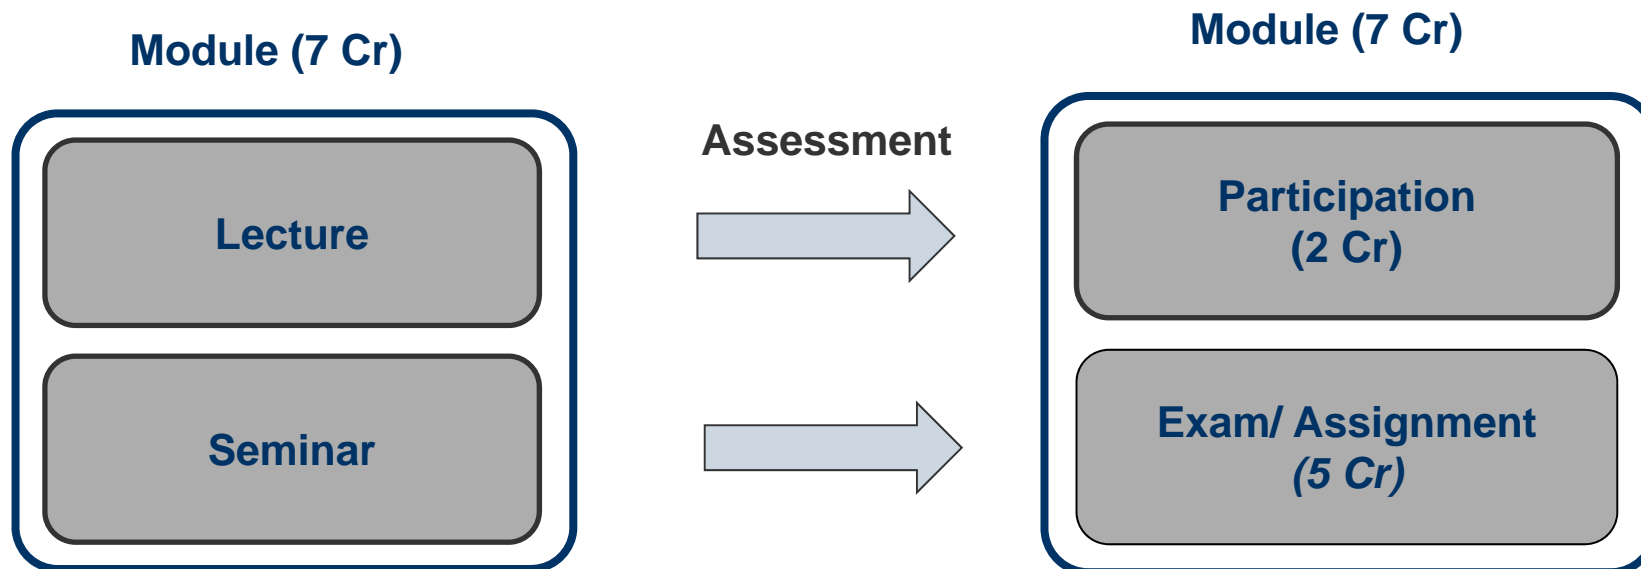 Module (7 Cr)
Lecture
Seminar
Assessment
Module (7 Cr)
Participation
(2 Cr)
Exam/ Assignment
(5 Cr)